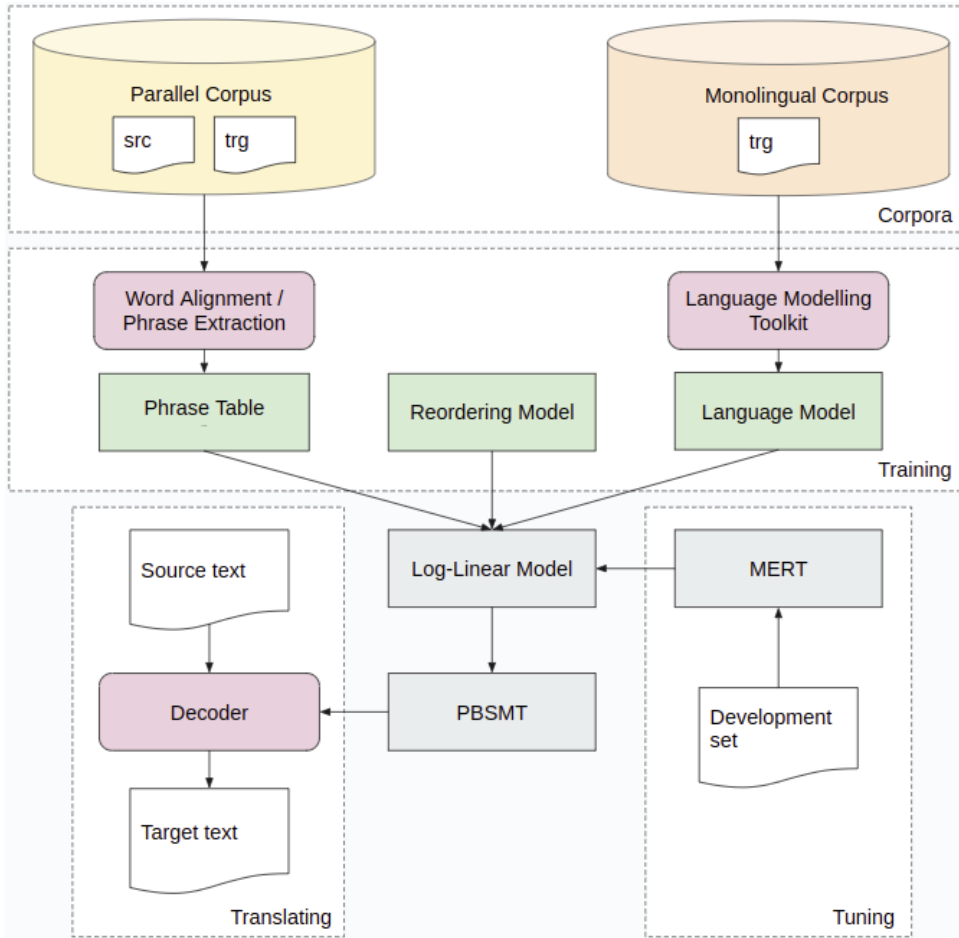 Parallel Corpus
src
trg
Monolingual Corpus
trg
Corpora
Word Alignment /
Phrase Extraction
Language Modelling
Toolkit
Phrase Table
Reordering Model
Language Model
Training
Source text
Log-Linear Model
MERT
Decoder
PBSMT
Development
set
Target text
Translating
Tuning